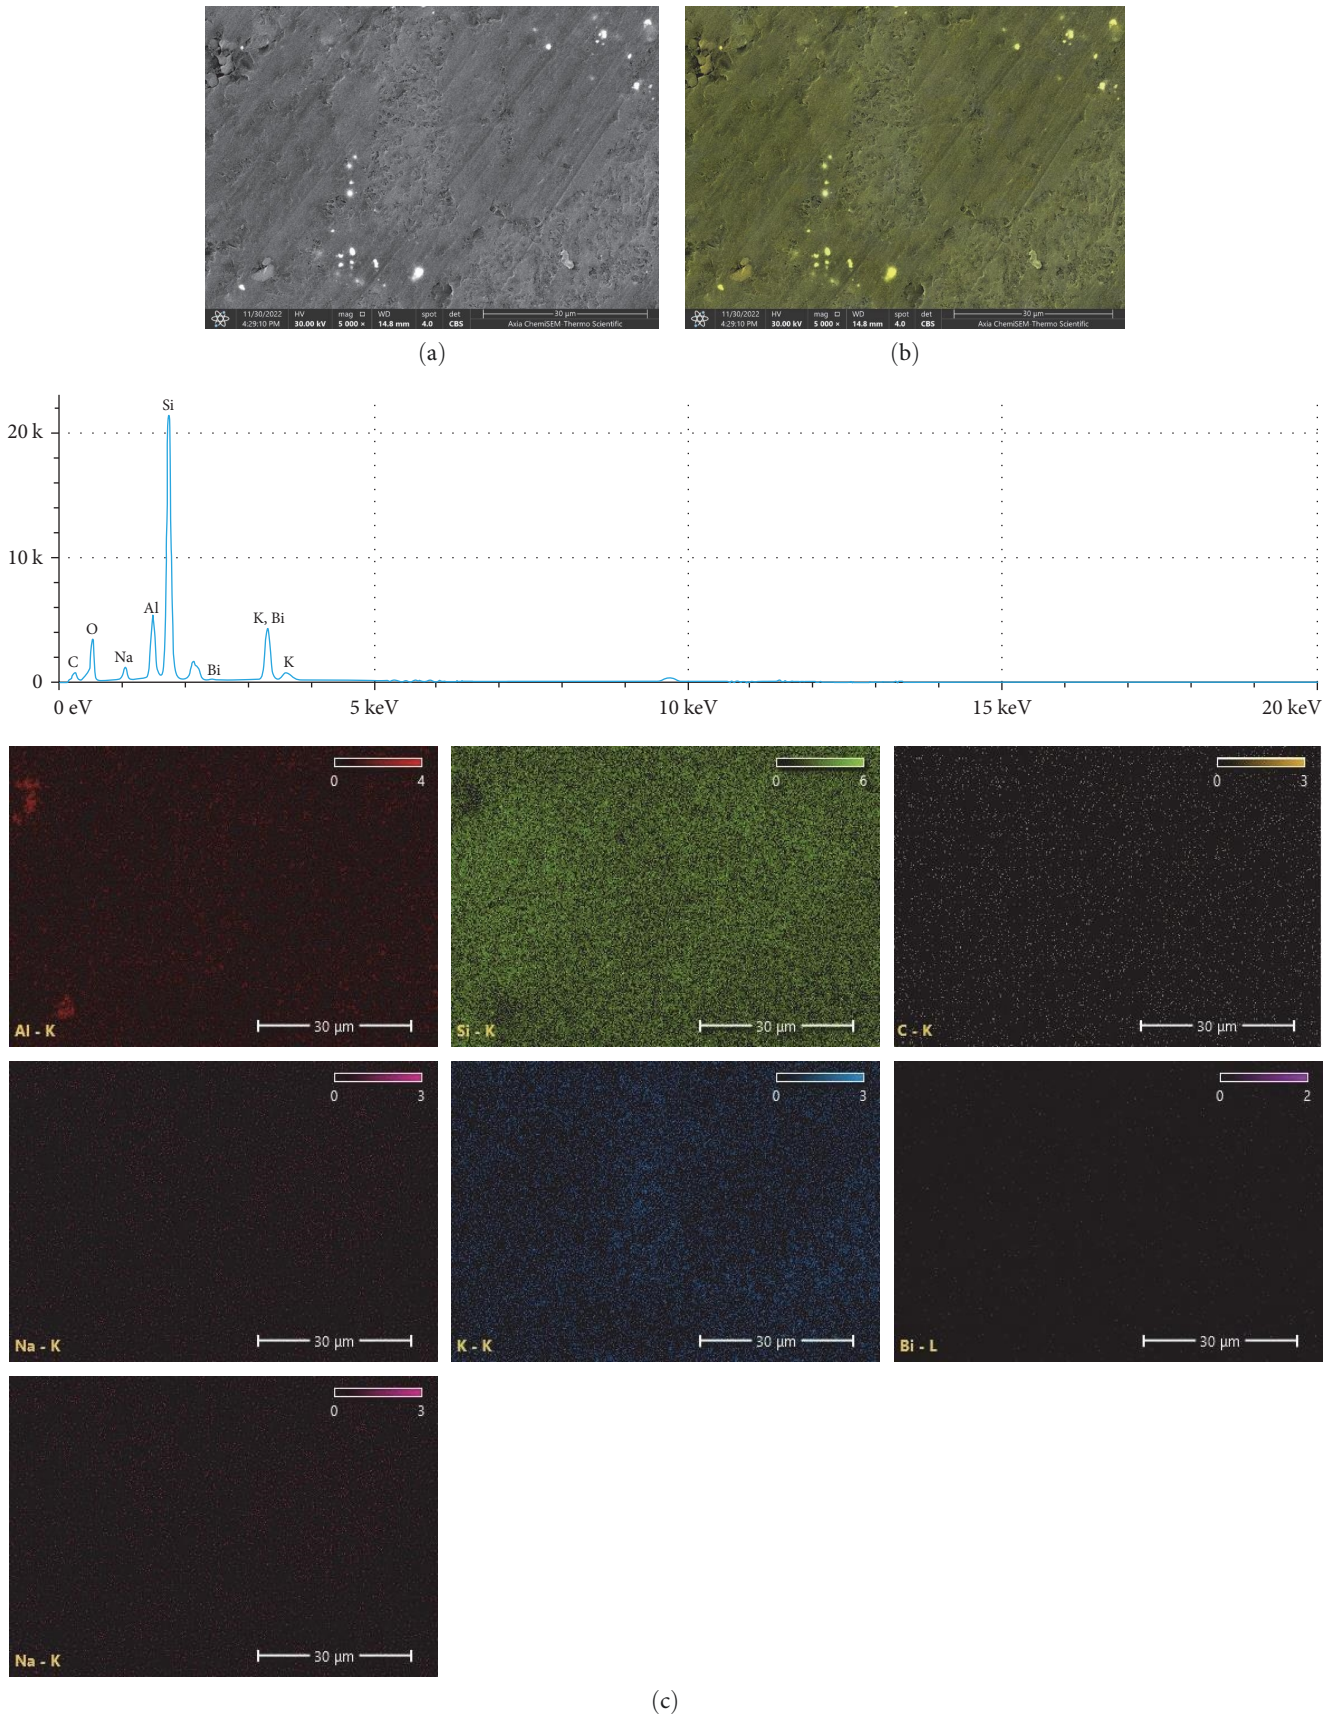 11/30/2022 HV mag WD spot det 30 µm
4:29:10 PM 30.00 kV 5 000 × 14.8 mm 4.0 CBS Axia ChemiSEM Thermo Scientific
11/30/2022 HV mag WD spot det 30 µm
4:29:10 PM 30.00 kV 5 000 × 14.8 mm 4.0 CBS Axia ChemiSEM Thermo Scientific
(a)
(b)
Si
20 k
10 k
Al
K, Bi
O
Na
C
Bi
K
0
0 eV 5 keV 10 keV 15 keV 20 keV
0 4
30 µm
Al - K
0 6
30 µm
Si - K
0 3
30 µm
C - K
0 3
30 µm
Na - K
0 3
30 µm
K - K
0 2
30 µm
Bi - L
0 3
30 µm
Na - K
(c)